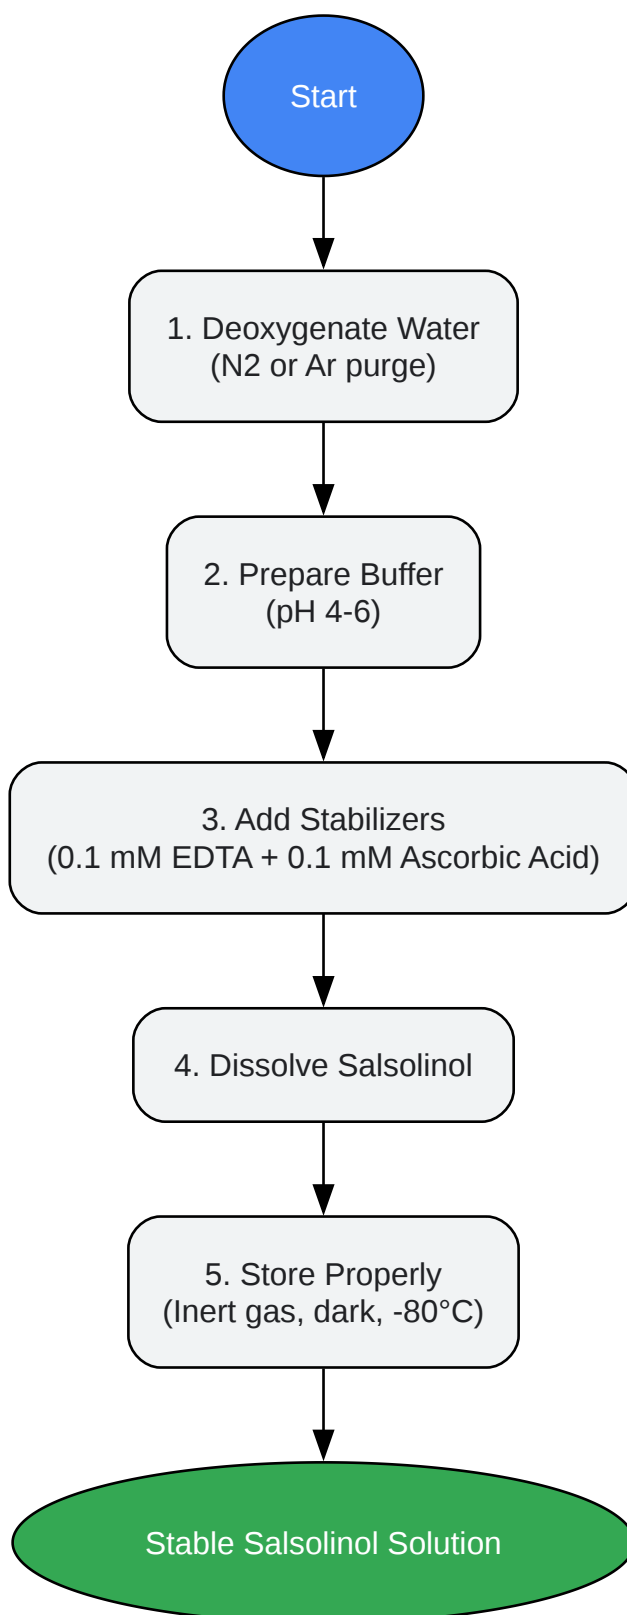 Start
1. Deoxygenate Water
(N2 or Ar purge)
2. Prepare Buffer
(pH 4-6)
3. Add Stabilizers
(0.1 mM EDTA + 0.1 mM Ascorbic Acid)
4. Dissolve Salsolinol
5. Store Properly
(Inert gas, dark, -80°C)
Stable Salsolinol Solution